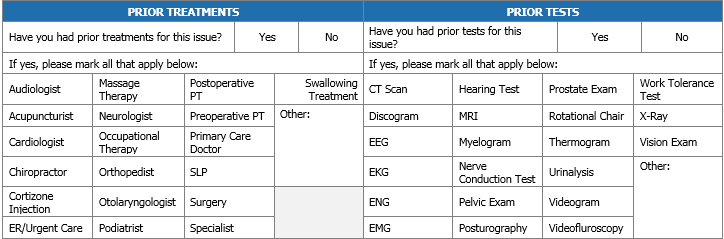 PRIOR TREATMENTS PRIOR TESTS
Have you had prior treatments for this issue? Yes No Have you had prior tests for this issue? Yes No
If yes, please mark all that apply below: If yes, please mark all that apply below:
Audiologist Massage Therapy Postoperative PT Swallowing Treatment CT Scan Hearing Test Prostate Exam Work Tolerance Test
Acupuncturist Neurologist Preoperative PT Other: Discogram MRI Rotational Chair X-Ray
Cardiologist Occupational Therapy Primary Care Doctor EEG Myelogram Thermogram Vision Exam
Chiropractor Orthopedist SLP EKG Nerve Conduction Test Urinalysis Other:
Cortizone Injection Otolaryngologist Surgery ENG Pelvic Exam Videogram
ER/Urgent Care Podiatrist Specialist EMG Posturography Videofluroscopy